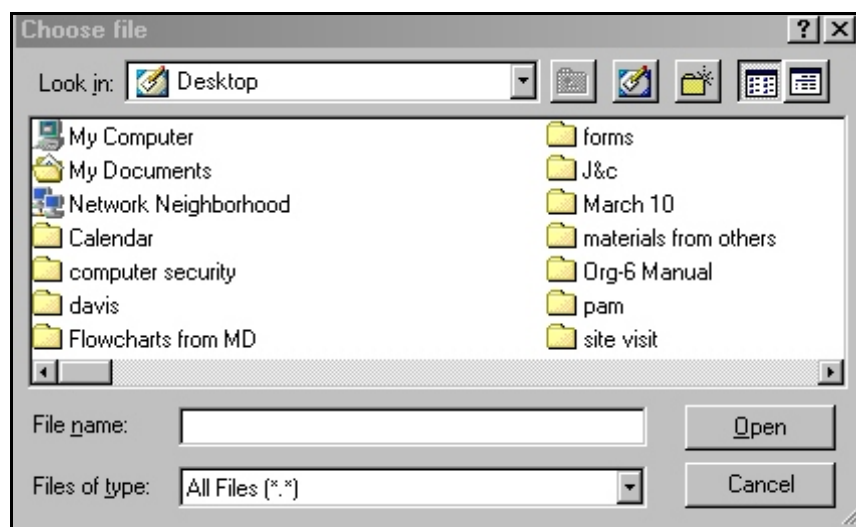 Choose file
Look in: Desktop
My Computer
My Documents
Network Neighborhood
Calendar
computer security
davis
Flowcharts from MD
forms
J&c
March 10
materials from others
Org-6 Manual
pam
site visit
File name:
Open
Files of type: All Files (*.*)
Cancel